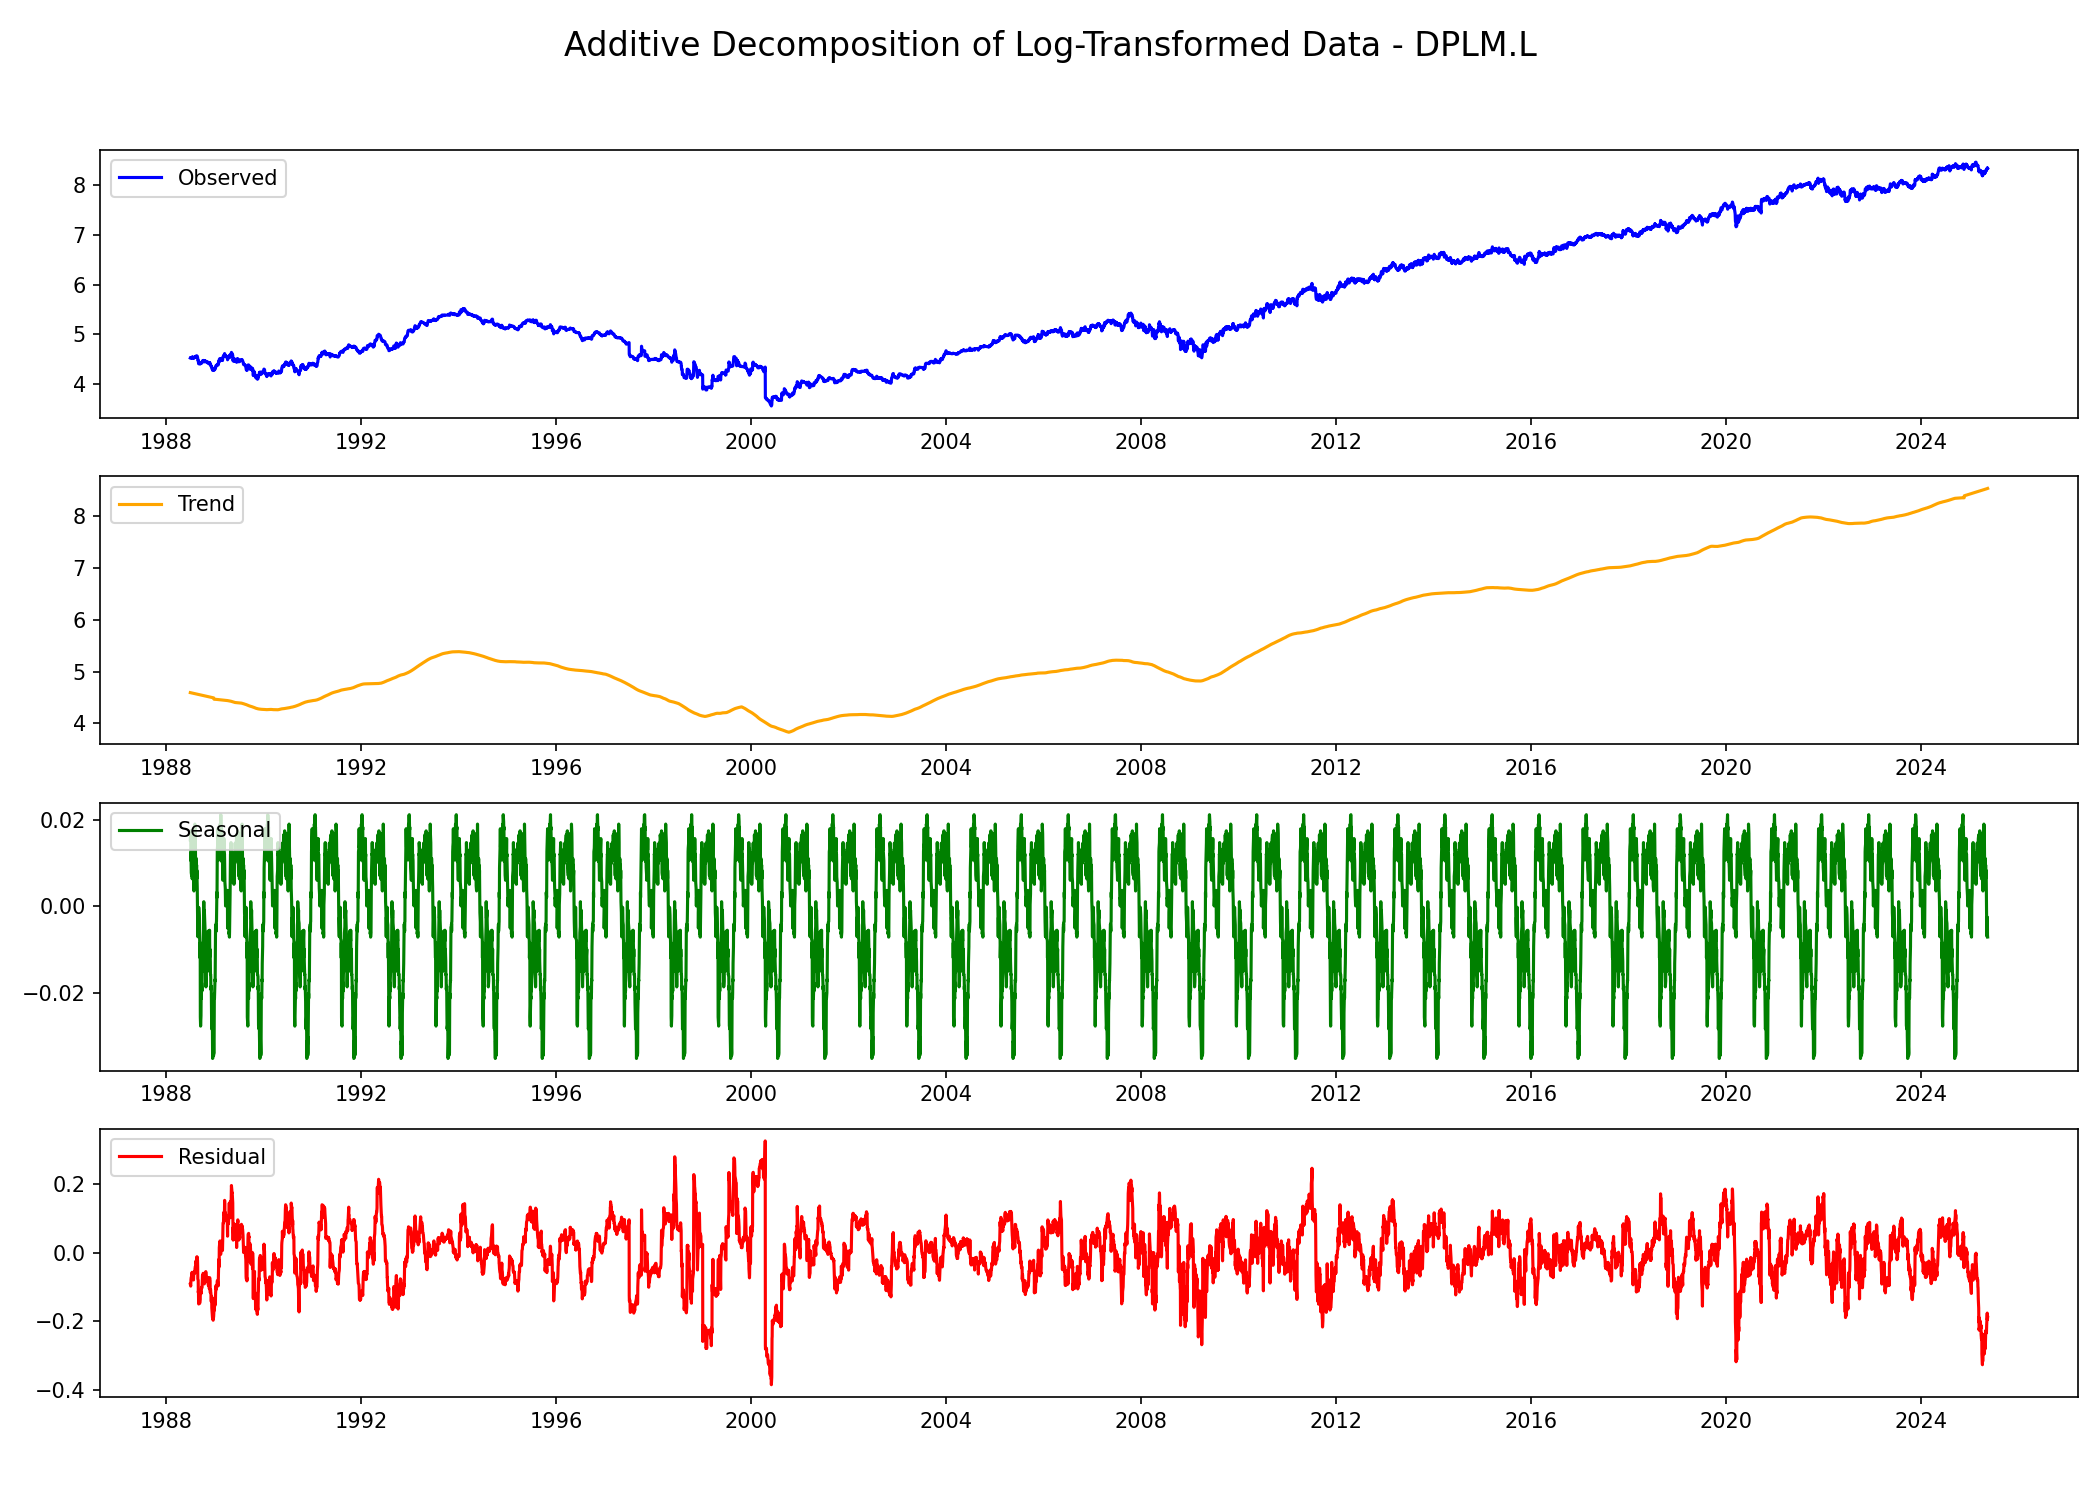 Additive Decomposition of Log-Transformed Data - DPLM.L
Observed
8
7
6
5
4
1988 1992 1996 2000 2004 2008 2012 2016 2020 2024
Trend
8
7
6
5
4
1988 1992 1996 2000 2004 2008 2012 2016 2020 2024
Seasonal
0.02
0.00
−0.02
1988 1992 1996 2000 2004 2008 2012 2016 2020 2024
Residual
0.2
0.0
−0.2
−0.4
1988 1992 1996 2000 2004 2008 2012 2016 2020 2024